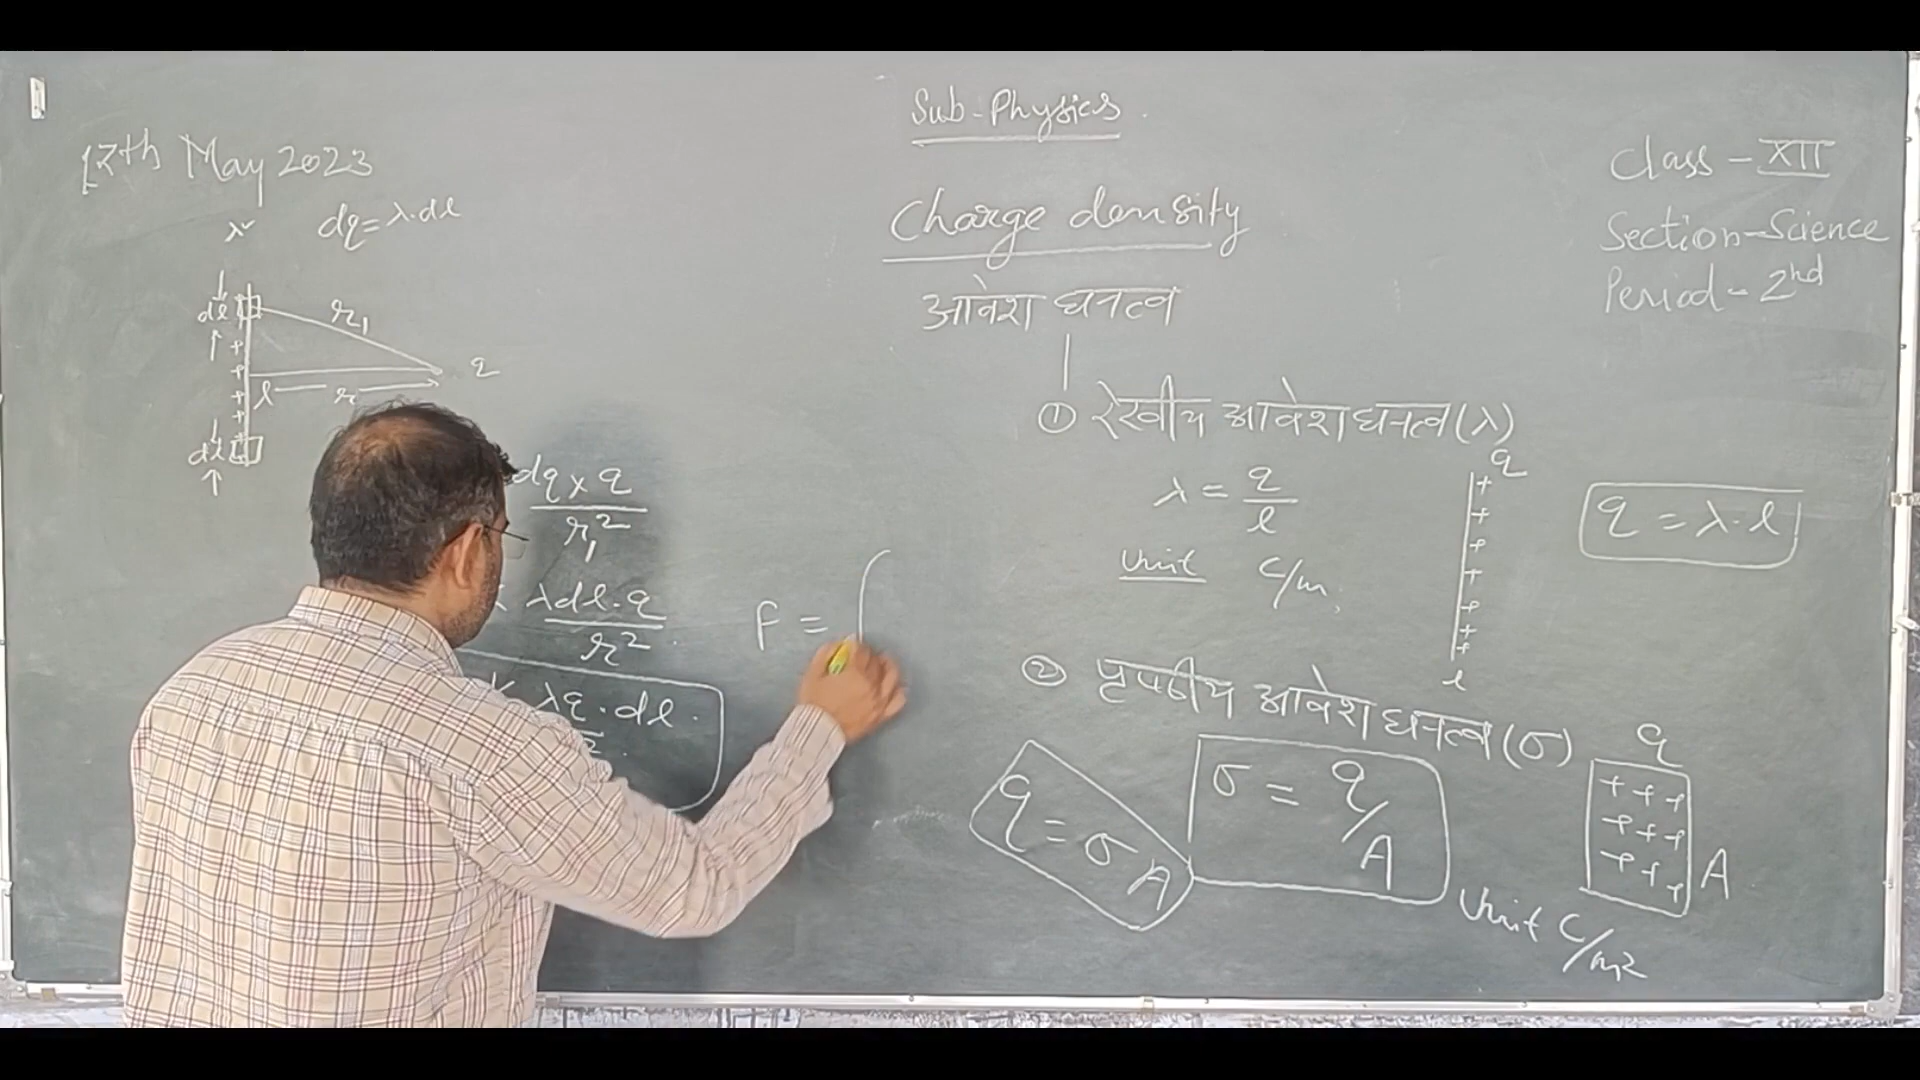 Sub-Physics.
17th May 2023
Class-XII
Section-Science
Period-2nd
Charge density
आवेश घनत्व
λ
dq=λ.dl
dl
r₁
q
l
r
dl
dq x q
r₁²
λdl.q
r²
λq.dl.
F =
① रेखीय आवेश घनत्व(λ)
λ = q/l
Unit C/m,
q
+ + + + + + +
l
q = λ.l
② पृष्ठीय आवेश घनत्व(σ)
q = σA
σ = q/A
q
+ + +
+ + +
+ + +
A
Unit C/m2